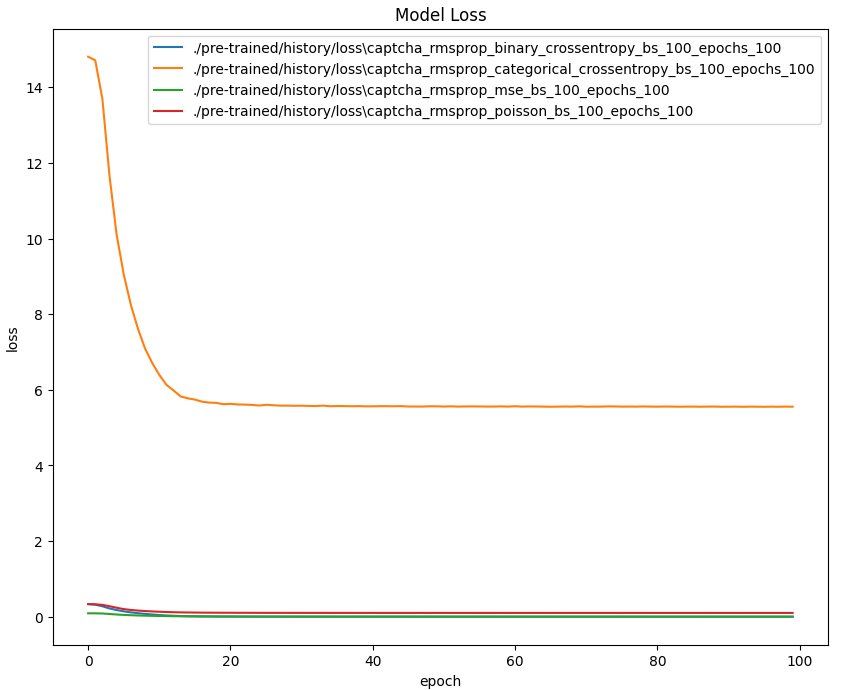 Model Loss
./pre-trained/history/loss\captcha_rmsprop_binary_crossentropy_bs_100_epochs_100
./pre-trained/history/loss\captcha_rmsprop_categorical_crossentropy_bs_100_epochs_100
./pre-trained/history/loss\captcha_rmsprop_mse_bs_100_epochs_100
./pre-trained/history/loss\captcha_rmsprop_poisson_bs_100_epochs_100
14
12
10
8
6
4
2
0
loss
0 20 40 60 80 100
epoch